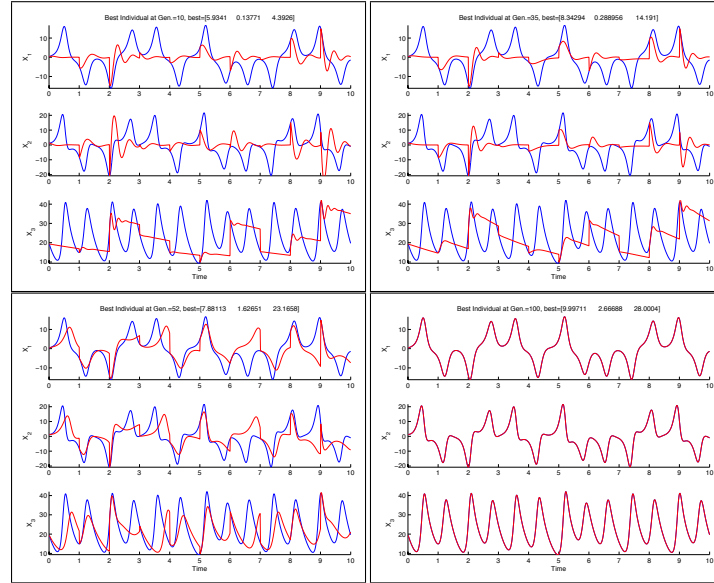 Best Individual at Gen.=10, best=[5.9341 0.13771 4.3926]
X1
10
0
−10
0 1 2 3 4 5 6 7 8 9 10
X2
20
10
0
−10
−20
0 1 2 3 4 5 6 7 8 9 10
X3
40
30
20
10
0 1 2 3 4 5 6 7 8 9 10
Time
Best Individual at Gen.=35, best=[8.34294 0.288956 14.191]
X1
10
0
−10
0 1 2 3 4 5 6 7 8 9 10
X2
20
10
0
−10
−20
0 1 2 3 4 5 6 7 8 9 10
X3
40
30
20
10
0 1 2 3 4 5 6 7 8 9 10
Time
Best Individual at Gen.=52, best=[7.88113 1.62651 23.1658]
X1
10
0
−10
0 1 2 3 4 5 6 7 8 9 10
X2
20
10
0
−10
−20
0 1 2 3 4 5 6 7 8 9 10
X3
40
30
20
10
0 1 2 3 4 5 6 7 8 9 10
Time
Best Individual at Gen.=100, best=[9.99711 2.66688 28.0004]
X1
10
0
−10
0 1 2 3 4 5 6 7 8 9 10
X2
20
10
0
−10
−20
0 1 2 3 4 5 6 7 8 9 10
X3
40
30
20
10
0 1 2 3 4 5 6 7 8 9 10
Time